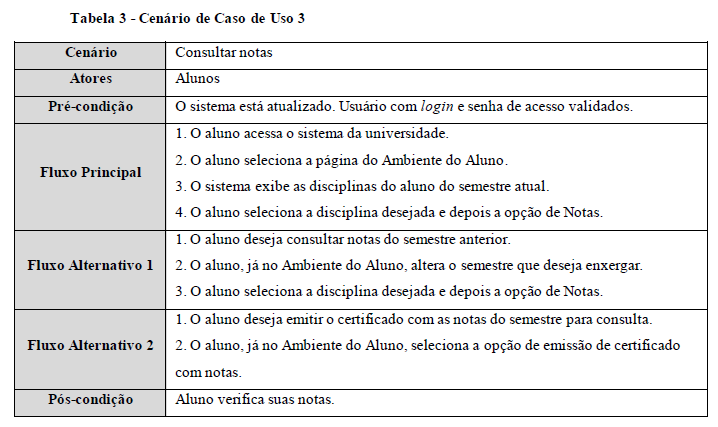 Tabela 3 - Cenário de Caso de Uso 3
Cenário Consultar notas
Atores Alunos
Pré-condição O sistema está atualizado. Usuário com login e senha de acesso validados.
Fluxo Principal
1. O aluno acessa o sistema da universidade.
2. O aluno seleciona a página do Ambiente do Aluno.
3. O sistema exibe as disciplinas do aluno do semestre atual.
4. O aluno seleciona a disciplina desejada e depois a opção de Notas.
Fluxo Alternativo 1
1. O aluno deseja consultar notas do semestre anterior.
2. O aluno, já no Ambiente do Aluno, altera o semestre que deseja enxergar.
3. O aluno seleciona a disciplina desejada e depois a opção de Notas.
Fluxo Alternativo 2
1. O aluno deseja emitir o certificado com as notas do semestre para consulta.
2. O aluno, já no Ambiente do Aluno, seleciona a opção de emissão de certificado
com notas.
Pós-condição Aluno verifica suas notas.